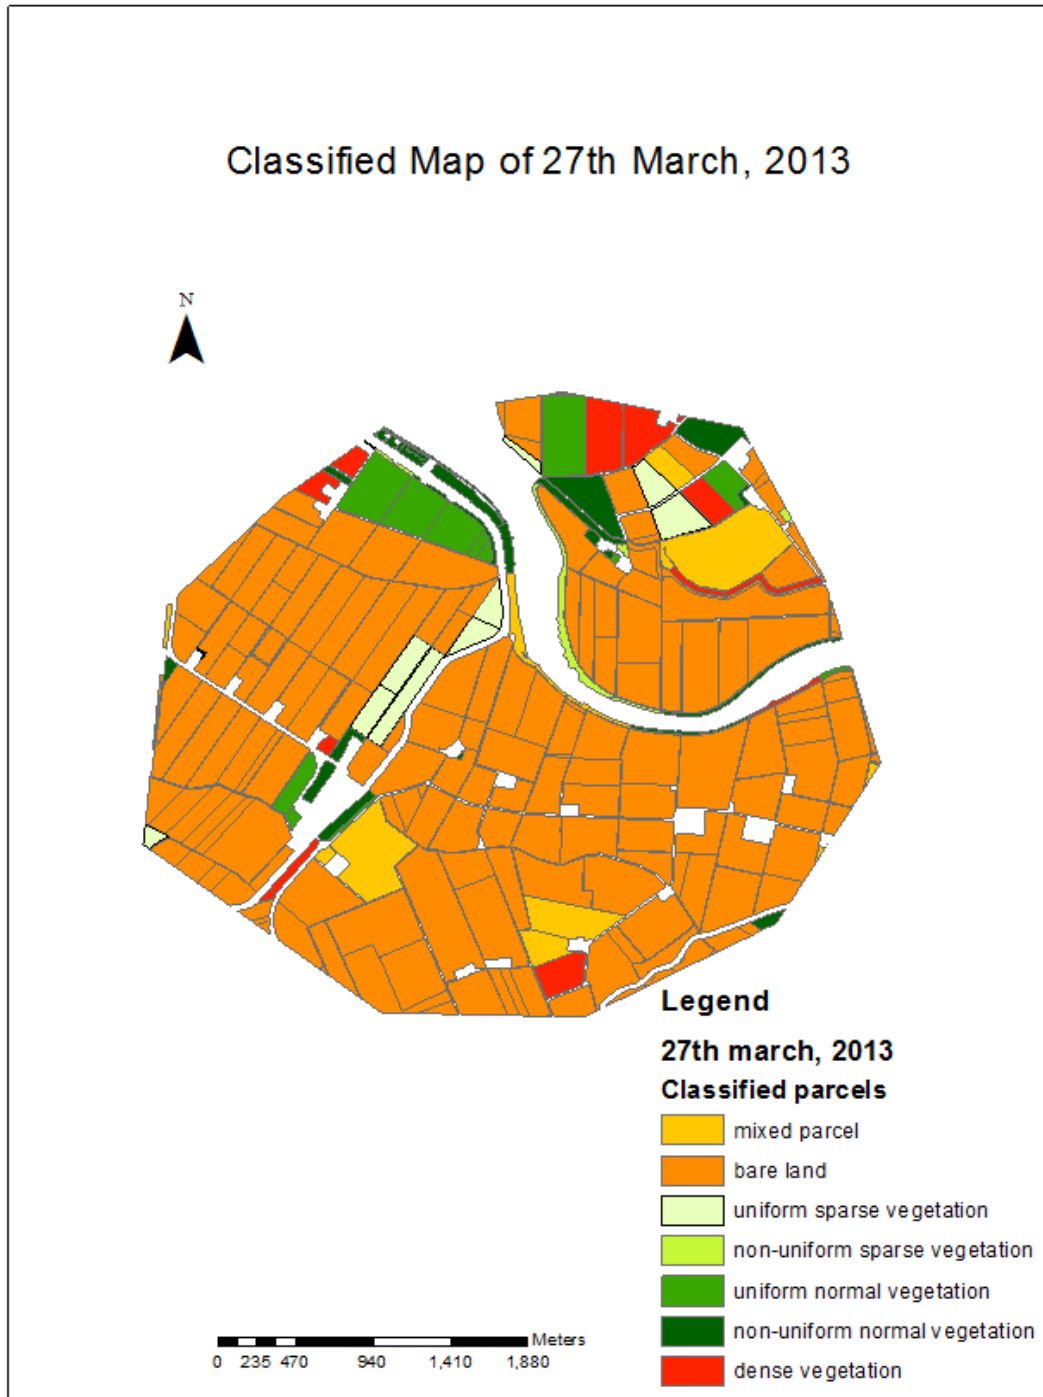 Classified Map of 27th March, 2013
N
Legend
27th march, 2013
Classified parcels
mixed parcel
bare land
uniform sparse vegetation
non-uniform sparse vegetation
uniform normal vegetation
non-uniform normal vegetation
dense vegetation
Meters
0 235 470 940 1,410 1,880